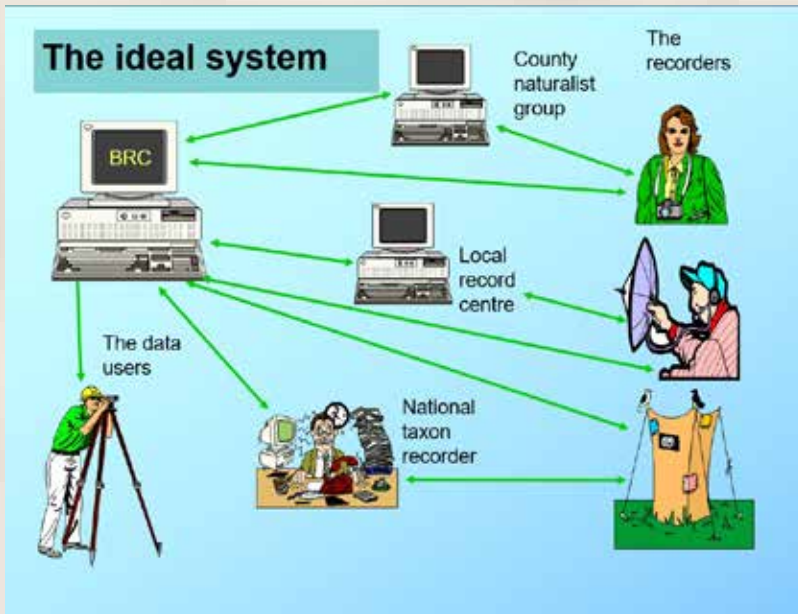 The ideal system
County
naturalist
group
The
recorders
BRC
Local
record
centre
The data
users
National
taxon
recorder